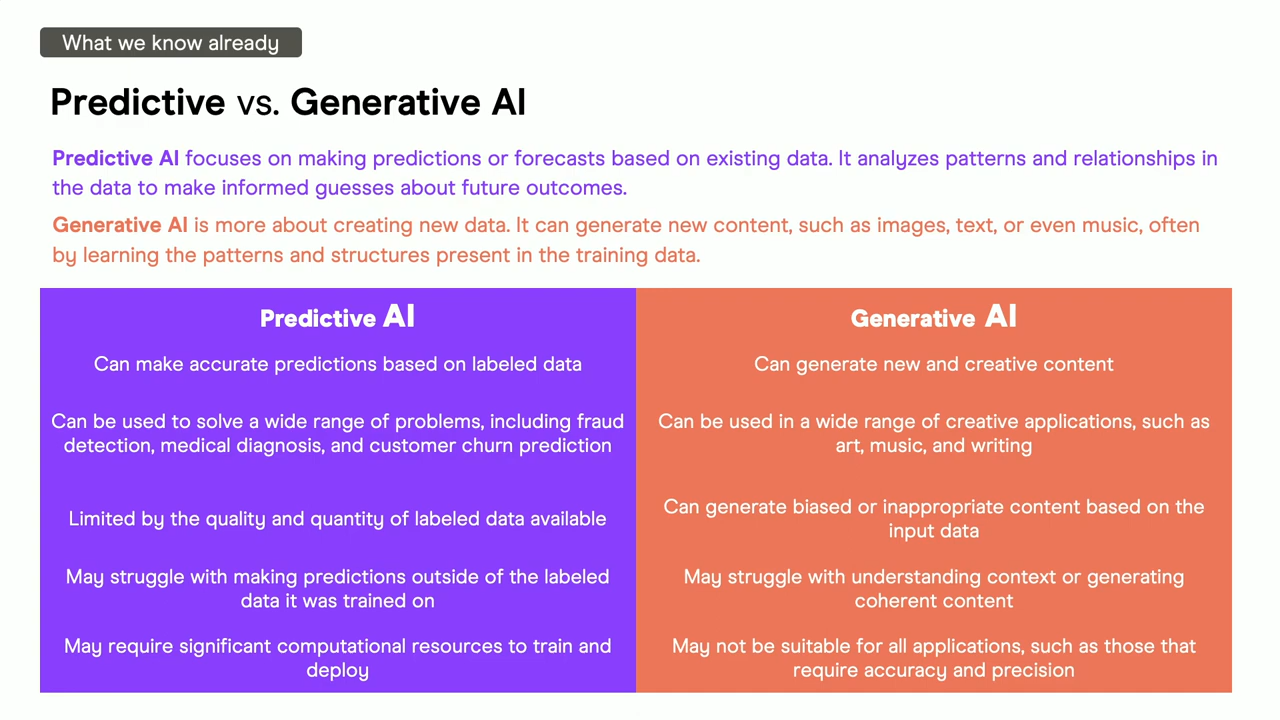 What we know already
Predictive vs. Generative AI
Predictive AI focuses on making predictions or forecasts based on existing data. It analyzes patterns and relationships in
the data to make informed guesses about future outcomes.
Generative AI is more about creating new data. It can generate new content, such as images, text, or even music, often
by learning the patterns and structures present in the training data.
Predictive AI
Can make accurate predictions based on labeled data
Can be used to solve a wide range of problems, including fraud
detection, medical diagnosis, and customer churn prediction
Limited by the quality and quantity of labeled data available
May struggle with making predictions outside of the labeled
data it was trained on
May require significant computational resources to train and
deploy
Generative AI
Can generate new and creative content
Can be used in a wide range of creative applications, such as
art, music, and writing
Can generate biased or inappropriate content based on the
input data
May struggle with understanding context or generating
coherent content
May not be suitable for all applications, such as those that
require accuracy and precision